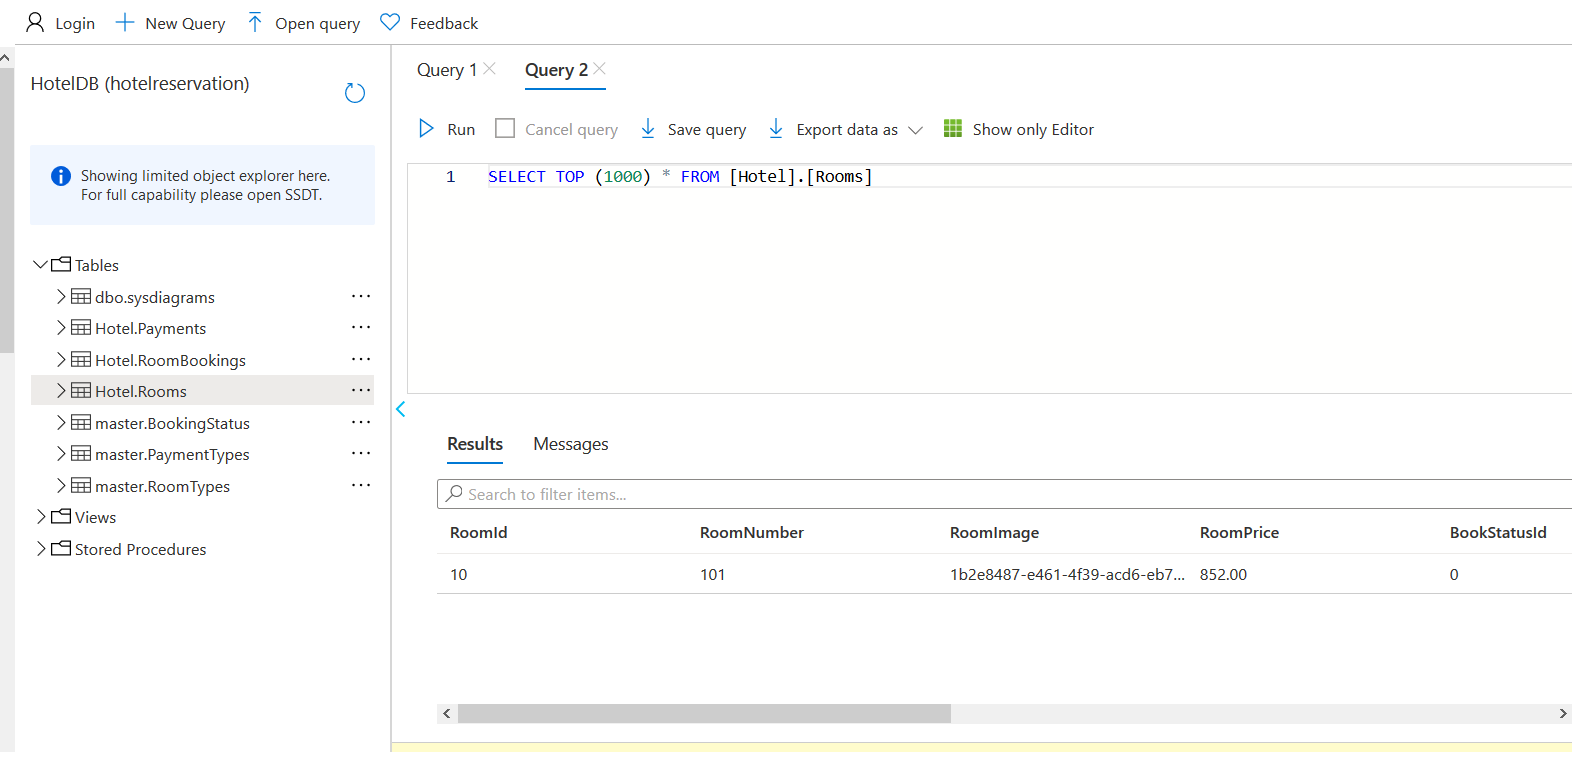 Login New Query Open query Feedback
HotelDB (hotelreservation)
Showing limited object explorer here.
For full capability please open SSDT.
Tables
dbo.sysdiagrams ...
Hotel.Payments ...
Hotel.RoomBookings ...
Hotel.Rooms ...
master.BookingStatus ...
master.PaymentTypes ...
master.RoomTypes ...
Views
Stored Procedures
Query 1 Query 2
Run Cancel query Save query Export data as Show only Editor
1 SELECT TOP (1000) * FROM [Hotel].[Rooms]
Results Messages
Search to filter items...
RoomId RoomNumber RoomImage RoomPrice BookStatusId
10 101 1b2e8487-e461-4f39-acd6-eb7... 852.00 0